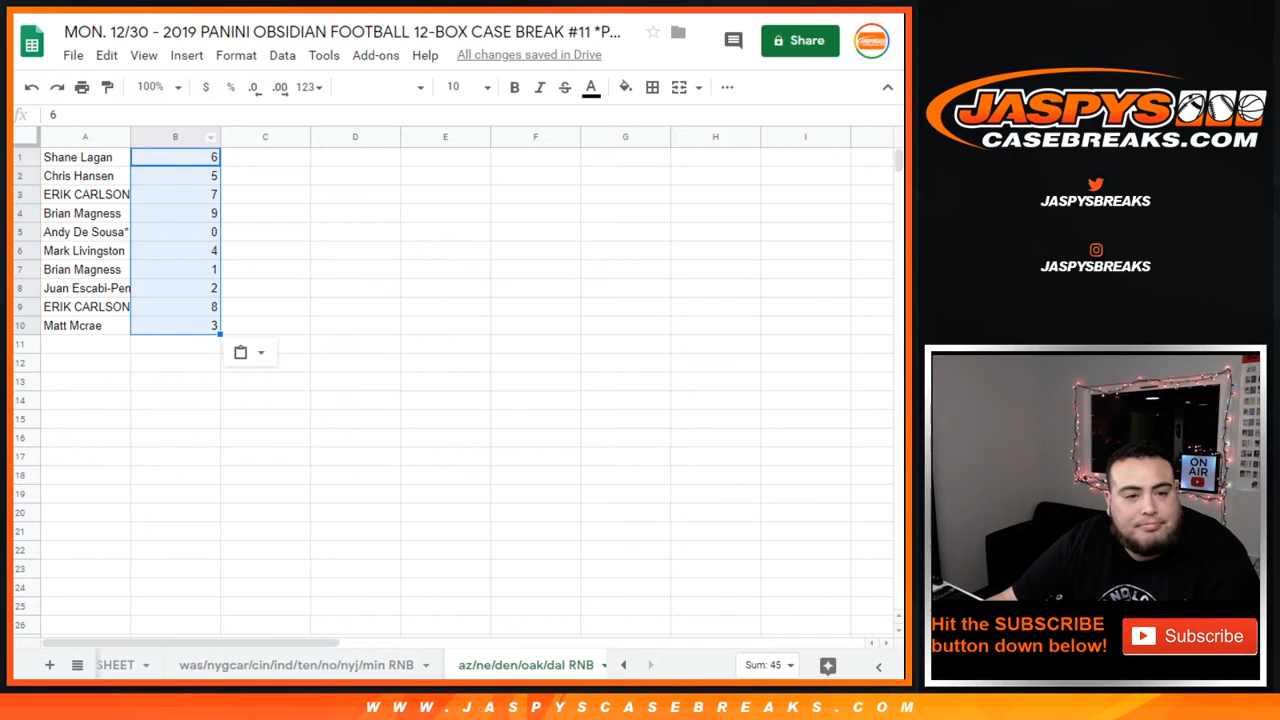 MON. 12/30 - 2019 PANINI OBSIDIAN FOOTBALL 12-BOX CASE BREAK #11 *P...
File Edit View Insert Format Data Tools Add-ons Help All changes saved in Drive
Share
100% $ % .0 .00 123 10 B I S A
fx 6
A B C D E F G H I
1 Shane Lagan 6
2 Chris Hansen 5
3 ERIK CARLSON 7
4 Brian Magness 9
5 Andy De Sousa* 0
6 Mark Livingston 4
7 Brian Magness 1
8 Juan Escabi-Pen 2
9 ERIK CARLSON 8
10 Matt Mcrae 3
11
12
13
14
15
16
17
18
19
20
21
22
23
24
25
26
SHEET was/nygcar/cin/ind/ten/no/nyj/min RNB az/ne/den/oak/dal RNB Sum: 45
JASPYS
CASEBREAKS.COM
JASPYSBREAKS
JASPYSBREAKS
ON
AIR
Hit the SUBSCRIBE
button down below!
Subscribe
WWW.JASPYSCASEBREAKS.COM